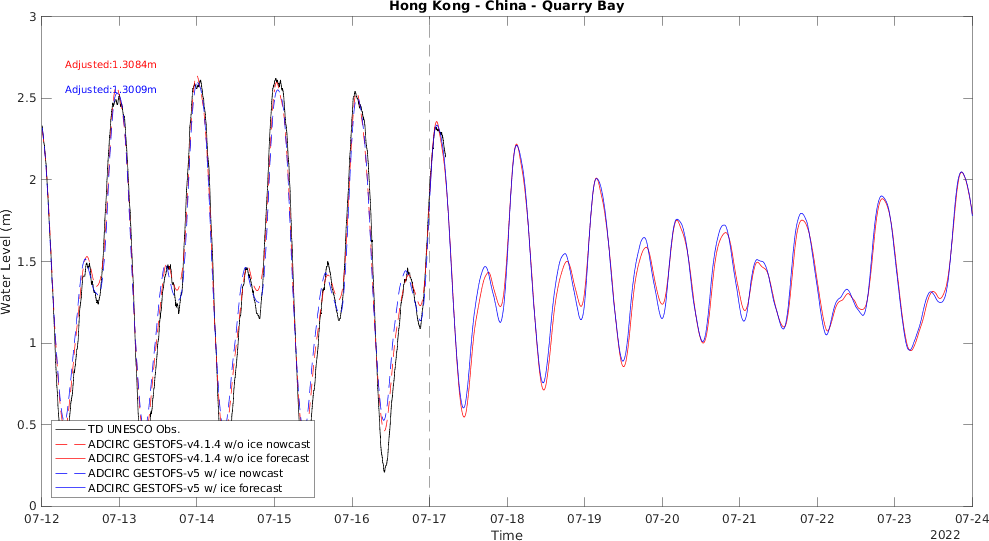 Hong Kong - China - Quarry Bay
3
2.5
2
1.5
1
0.5
0
Water Level (m)
Adjusted:1.3084m
Adjusted:1.3009m
TD UNESCO Obs.
ADCIRC GESTOFS-v4.1.4 w/o ice nowcast
ADCIRC GESTOFS-v4.1.4 w/o ice forecast
ADCIRC GESTOFS-v5 w/ ice nowcast
ADCIRC GESTOFS-v5 w/ ice forecast
07-12 07-13 07-14 07-15 07-16 07-17 07-18 07-19 07-20 07-21 07-22 07-23 07-24
Time
2022